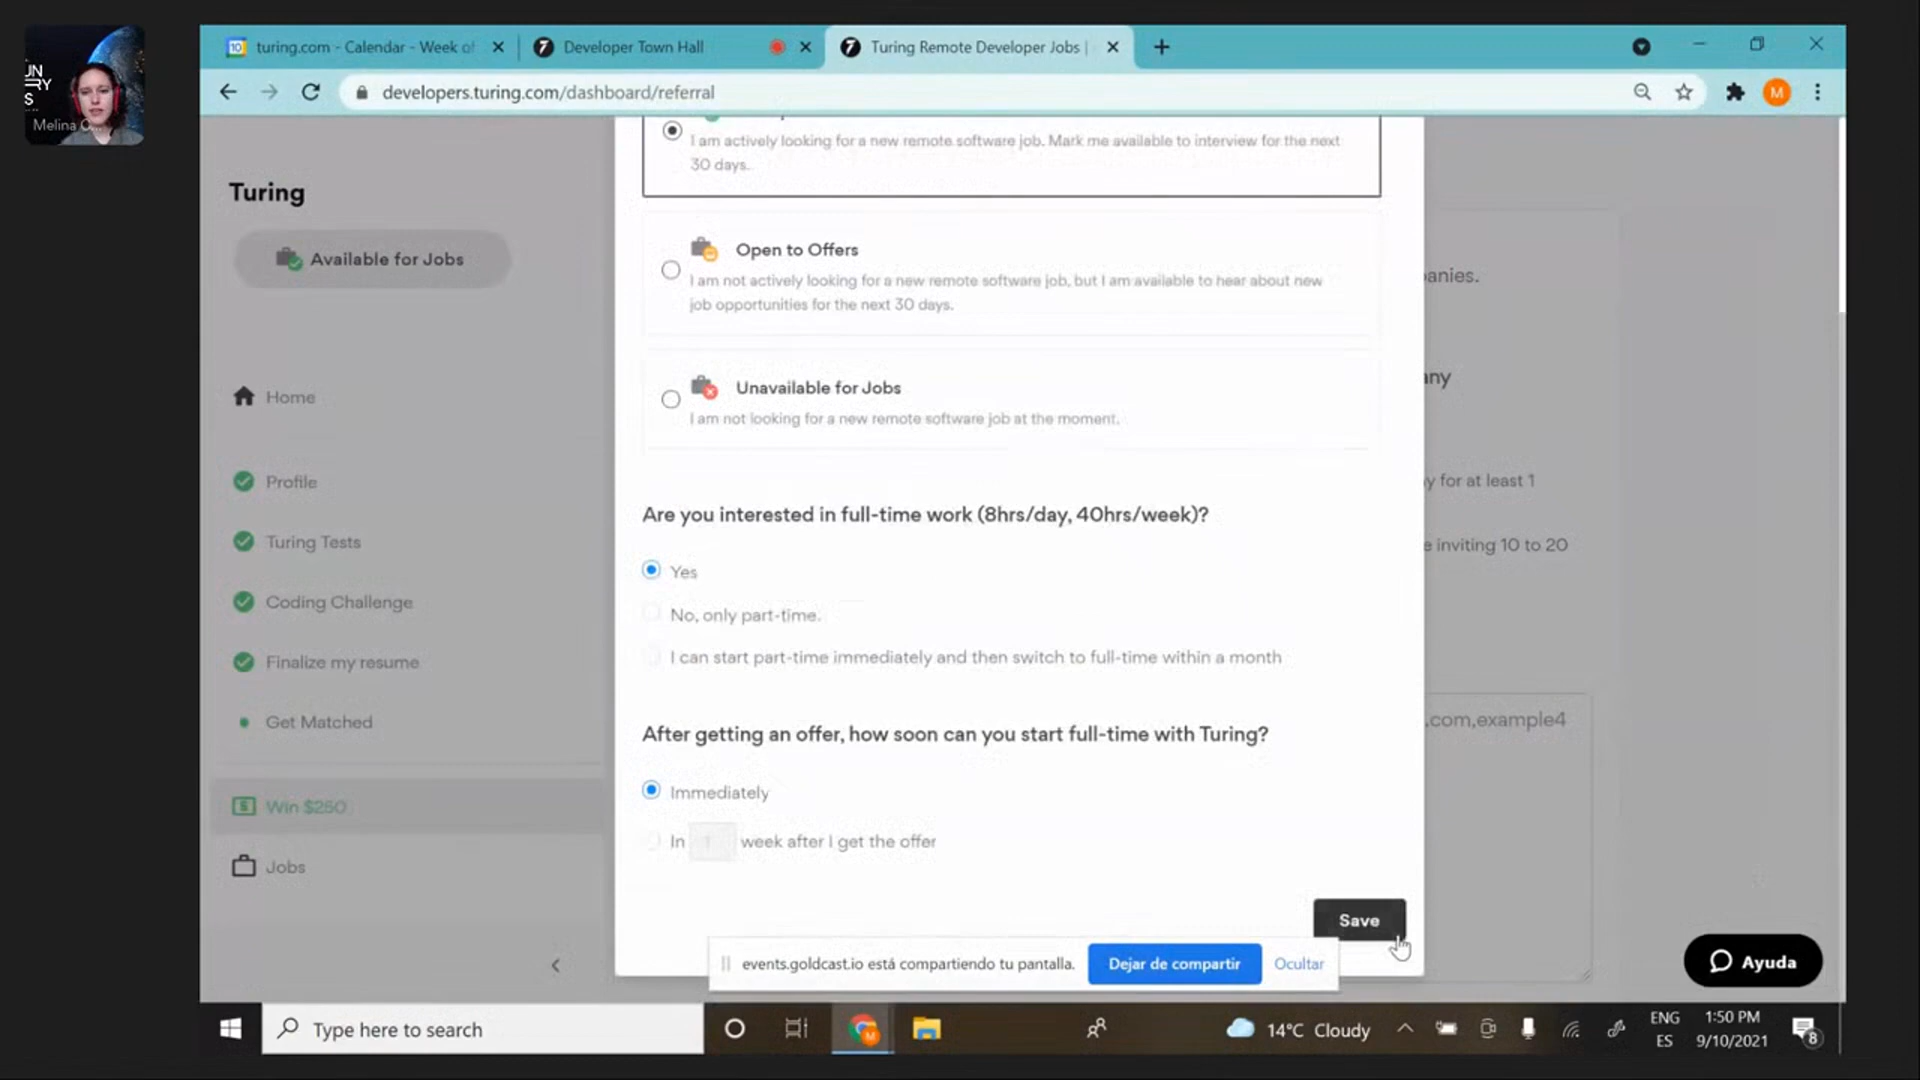 UN
RY
S
Melina C...
turing.com - Calendar - Week of
Developer Town Hall
Turing Remote Developer Jobs |
developers.turing.com/dashboard/referral
M
Turing
Available for Jobs
Home
Profile
Turing Tests
Coding Challenge
Finalize my resume
Get Matched
Win $250
Jobs
I am actively looking for a new remote software job. Mark me available to interview for the next
30 days.
Open to Offers
I am not actively looking for a new remote software job, but I am available to hear about new
job opportunities for the next 30 days.
Unavailable for Jobs
I am not looking for a new remote software job at the moment.
Are you interested in full-time work (8hrs/day, 40hrs/week)?
Yes
No, only part-time.
I can start part-time immediately and then switch to full-time within a month
After getting an offer, how soon can you start full-time with Turing?
Immediately
In 1 week after I get the offer
Save
anies.
any
y for at least 1
e inviting 10 to 20
.com,example4
events.goldcast.io está compartiendo tu pantalla.
Dejar de compartir
Ocultar
Ayuda
Type here to search
14°C Cloudy
ENG
ES
1:50 PM
9/10/2021
8